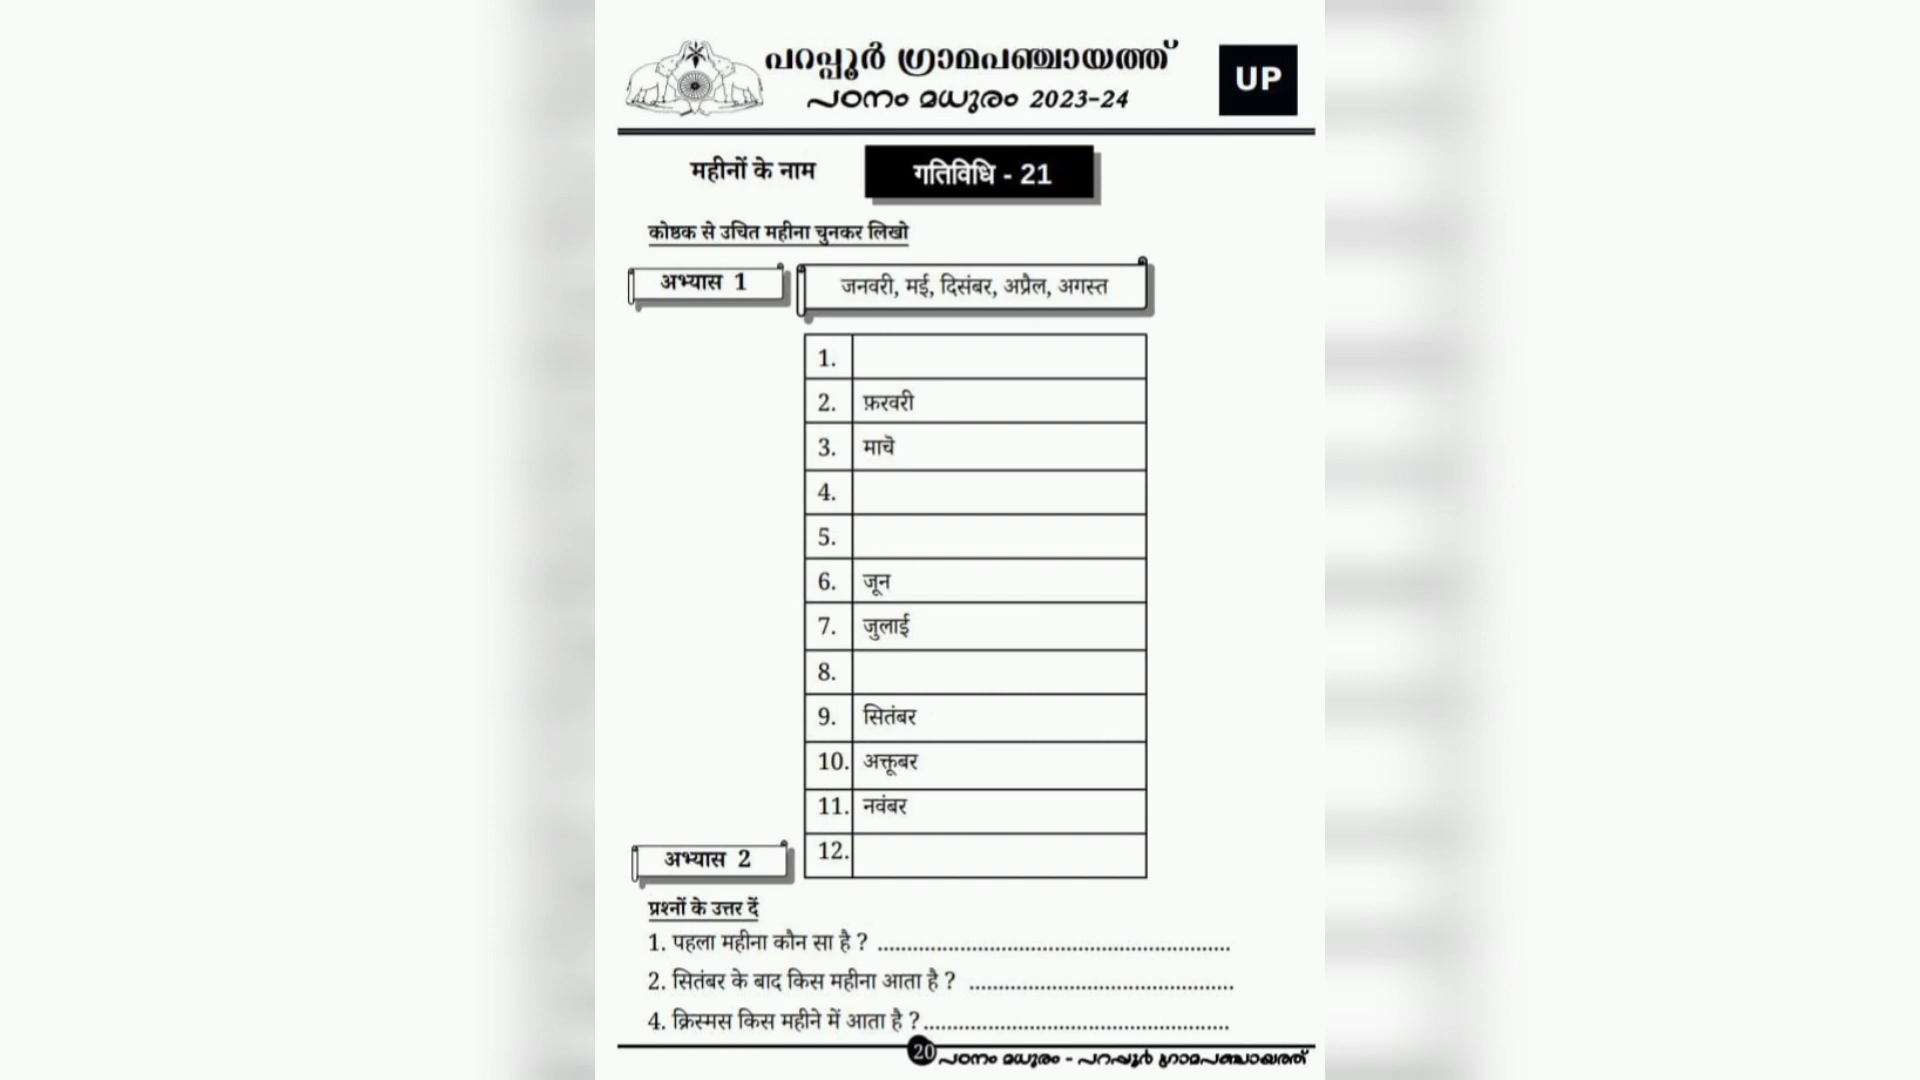 പറപ്പൂർ ഗ്രാമപഞ്ചായത്ത്
പഠനം മധുരം 2023-24
UP
महीनों के नाम
गतिविधि - 21
कोष्ठक से उचित महीना चुनकर लिखो
अभ्यास 1
जनवरी, मई, दिसंबर, अप्रैल, अगस्त
1.
2. फ़रवरी
3. माचॆ
4.
5.
6. जून
7. जुलाई
8.
9. सितंबर
10. अक्तूबर
11. नवंबर
12.
अभ्यास 2
प्रश्नों के उत्तर दें
1. पहला महीना कौन सा है ? ............................................................
2. सितंबर के बाद किस महीना आता है ? .............................................
4. क्रिस्मस किस महीने में आता है ?....................................................
20 പഠനം മധുരം - പറപ്പൂർ ഗ്രാമപഞ്ചായത്ത്